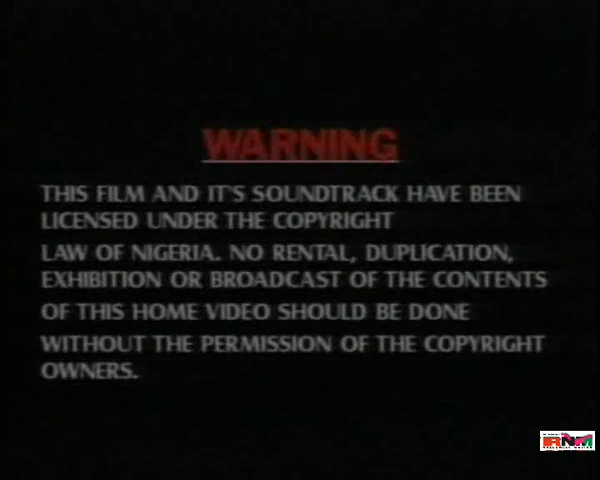 WARNING
THIS FILM AND IT'S SOUNDTRACK HAVE BEEN
LICENSED UNDER THE COPYRIGHT
LAW OF NIGERIA. NO RENTAL, DUPLICATION,
EXHIBITION OR BROADCAST OF THE CONTENTS
OF THIS HOME VIDEO SHOULD BE DONE
WITHOUT THE PERMISSION OF THE COPYRIGHT
OWNERS.
RNM